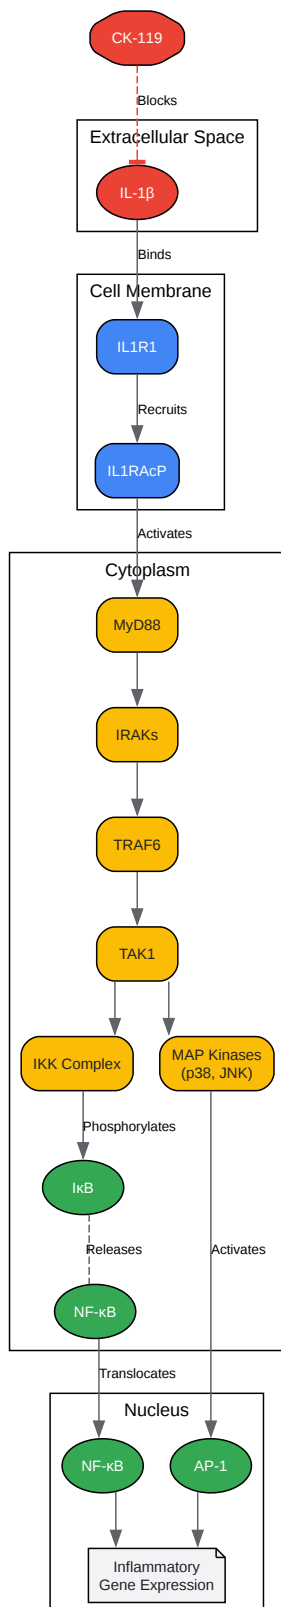 CK-119
Blocks
Extracellular Space
IL-1β
Binds
Cell Membrane
IL1R1
Recruits
IL1RAcP
Activates
Cytoplasm
MyD88
IRAKs
TRAF6
TAK1
IKK Complex
MAP Kinases
(p38, JNK)
Phosphorylates
IκB
Releases
Activates
NF-κB
Translocates
Nucleus
NF-κB
AP-1
Inflammatory
Gene Expression